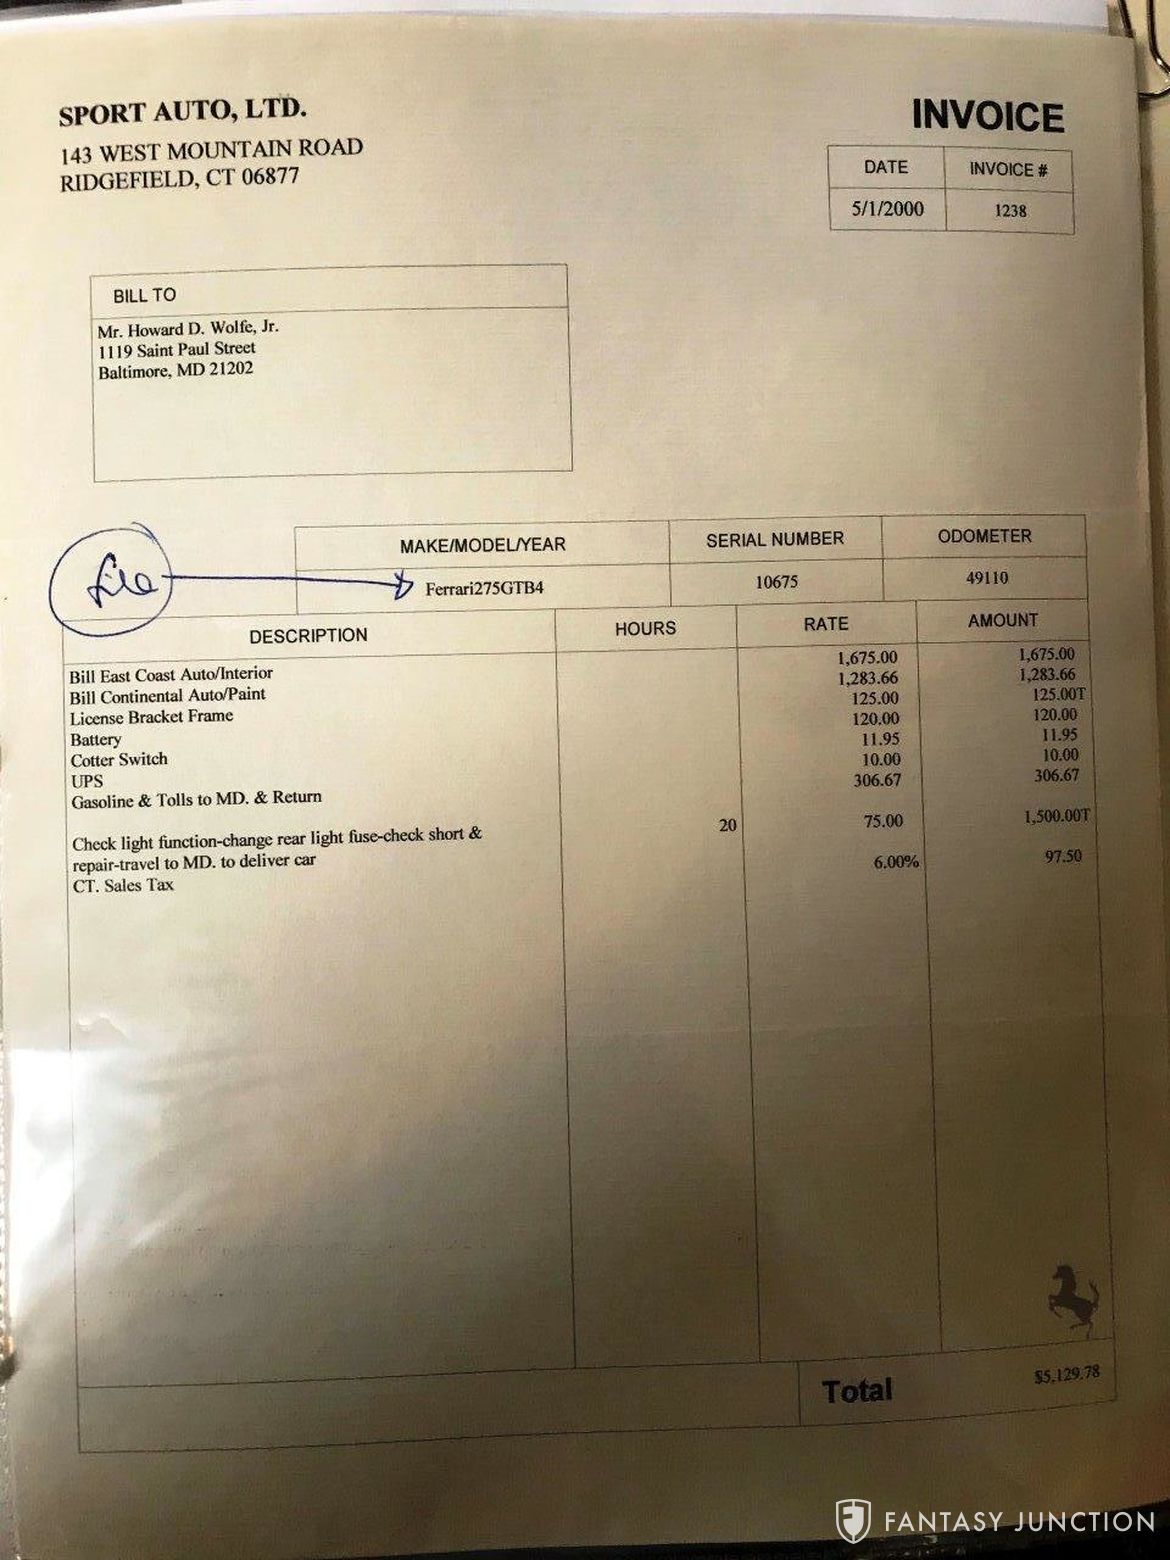 SPORT AUTO, LTD.
143 WEST MOUNTAIN ROAD
RIDGEFIELD, CT 06877
INVOICE
DATE INVOICE #
5/1/2000 1238
BILL TO
Mr. Howard D. Wolfe, Jr.
1119 Saint Paul Street
Baltimore, MD 21202
file
MAKE/MODEL/YEAR SERIAL NUMBER ODOMETER
Ferrari275GTB4 10675 49110
DESCRIPTION HOURS RATE AMOUNT
Bill East Coast Auto/Interior 1,675.00 1,675.00
Bill Continental Auto/Paint 1,283.66 1,283.66
License Bracket Frame 125.00 125.00T
Battery 120.00 120.00
Cotter Switch 11.95 11.95
UPS 10.00 10.00
Gasoline & Tolls to MD. & Return 306.67 306.67
Check light function-change rear light fuse-check short & 20 75.00 1,500.00T
repair-travel to MD. to deliver car
CT. Sales Tax 6.00% 97.50
Total $5,129.78
FANTASY JUNCTION